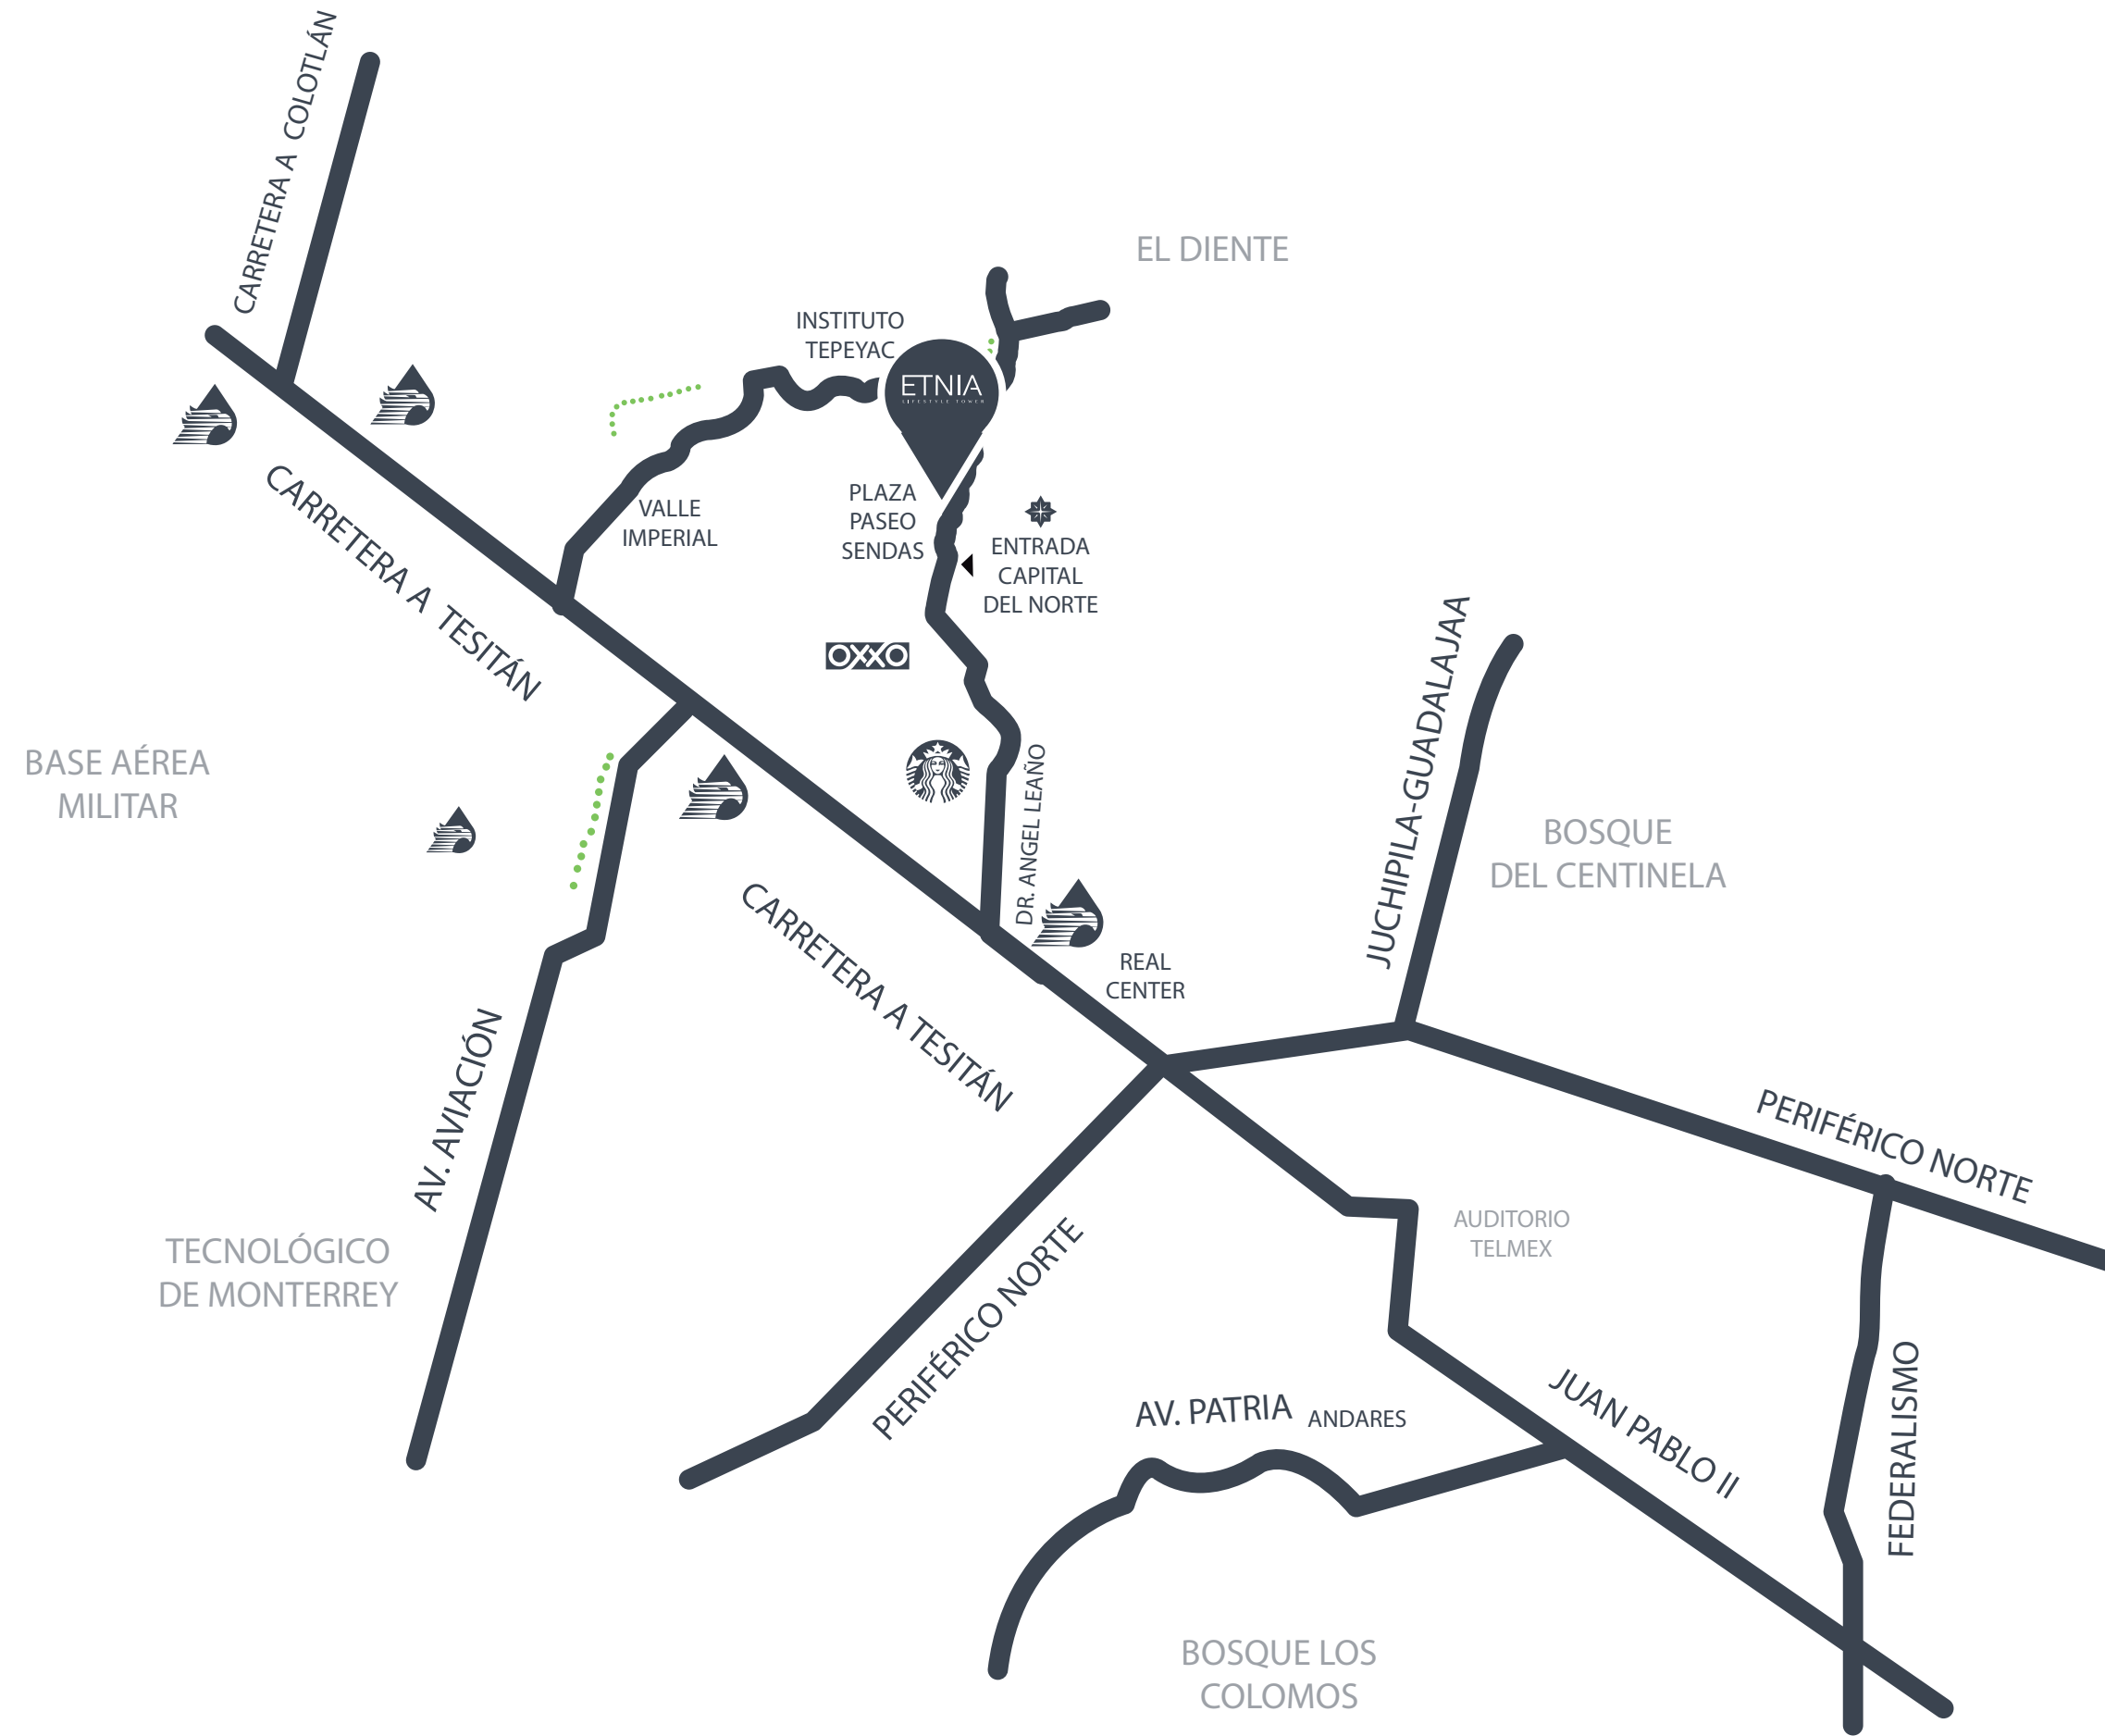 CARRETERA A COLOTLÁN
EL DIENTE
INSTITUTO
TEPEYAC
ETNIA
LIFESTYLE TOWER
CARRETERA A TESITÁN
VALLE
IMPERIAL
PLAZA
PASEO
SENDAS
ENTRADA
CAPITAL
DEL NORTE
OXXO
JUCHIPILA-GUADALAJAA
BASE AÉREA
MILITAR
DR. ANGEL LEAÑO
BOSQUE
DEL CENTINELA
CARRETERA A TESITÁN
REAL
CENTER
AV. AVIACIÓN
PERIFÉRICO NORTE
TECNOLÓGICO
DE MONTERREY
PERIFÉRICO NORTE
AUDITORIO
TELMEX
AV. PATRIA
ANDARES
JUAN PABLO II
FEDERALISMO
BOSQUE LOS
COLOMOS